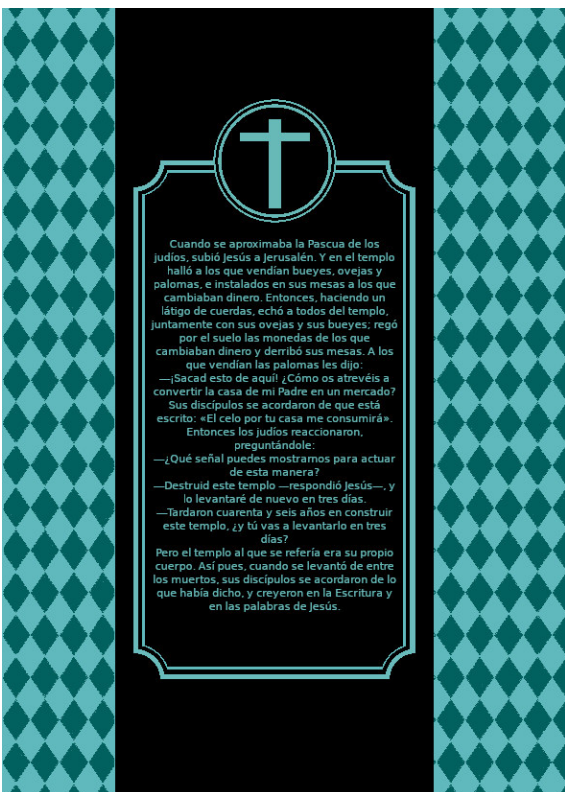 Cuando se aproximaba la Pascua de los
judíos, subió Jesús a Jerusalén. Y en el templo
halló a los que vendían bueyes, ovejas y
palomas, e instalados en sus mesas a los que
cambiaban dinero. Entonces, haciendo un
látigo de cuerdas, echó a todos del templo,
juntamente con sus ovejas y sus bueyes; regó
por el suelo las monedas de los que
cambiaban dinero y derribó sus mesas. A los
que vendían las palomas les dijo:
—¡Sacad esto de aquí! ¿Cómo os atrevéis a
convertir la casa de mi Padre en un mercado?
Sus discípulos se acordaron de que está
escrito: «El celo por tu casa me consumirá».
Entonces los judíos reaccionaron,
preguntándole:
—¿Qué señal puedes mostrarnos para actuar
de esta manera?
—Destruid este templo —respondió Jesús—, y
lo levantaré de nuevo en tres días.
—Tardaron cuarenta y seis años en construir
este templo, ¿y tú vas a levantarlo en tres
días?
Pero el templo al que se refería era su propio
cuerpo. Así pues, cuando se levantó de entre
los muertos, sus discípulos se acordaron de lo
que había dicho, y creyeron en la Escritura y
en las palabras de Jesús.